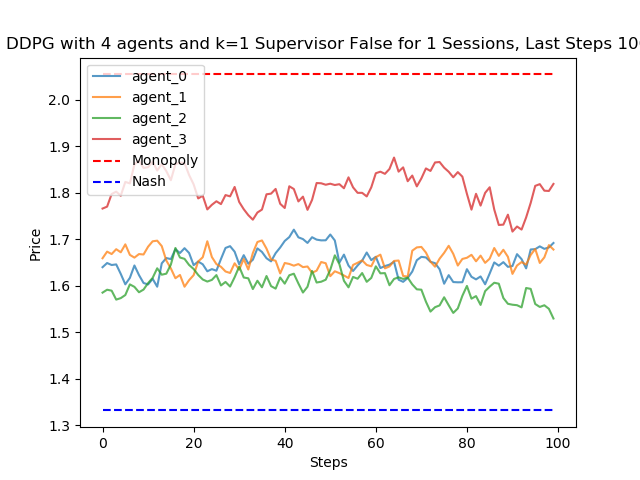 DDPG with 4 agents and k=1 Supervisor False for 1 Sessions, Last Steps 10
agent_0
agent_1
agent_2
agent_3
Monopoly
Nash
Price
2.0
1.9
1.8
1.7
1.6
1.5
1.4
1.3
0
20
40
60
80
100
Steps